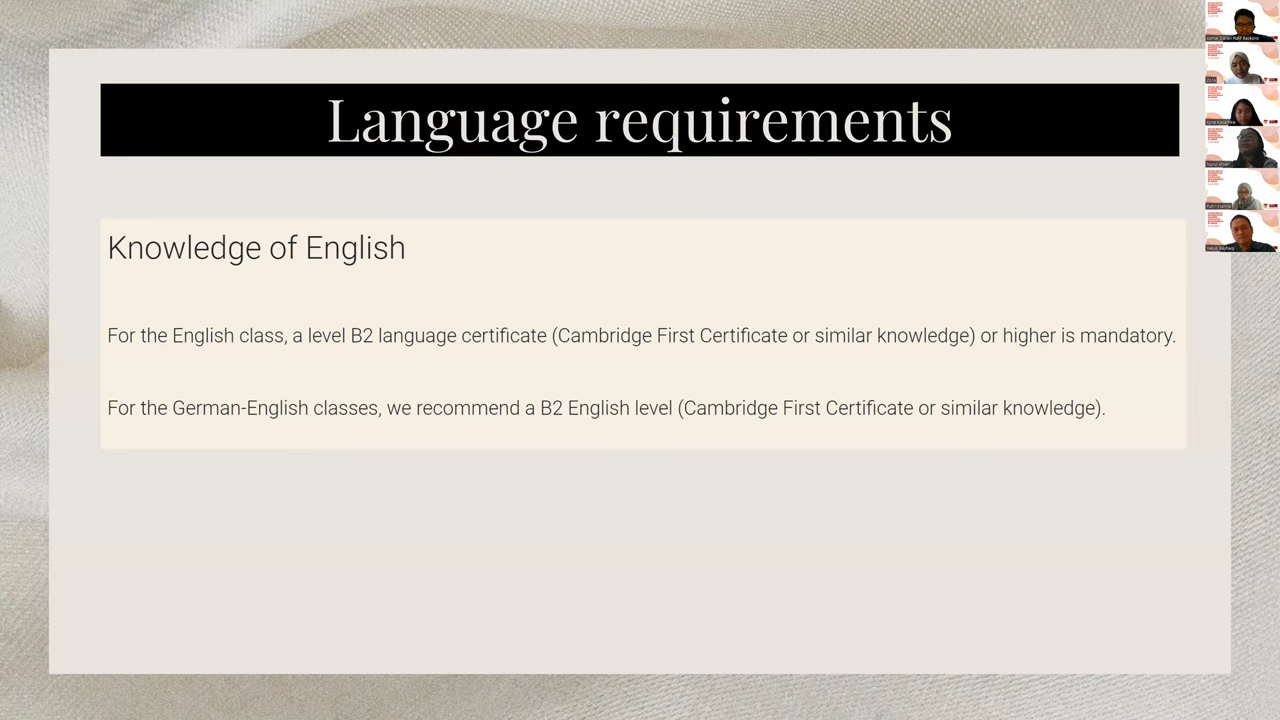 Language requirements
Knowledge of English
For the English class, a level B2 language certificate (Cambridge First Certificate or similar knowledge) or higher is mandatory.
For the German-English classes, we recommend a B2 English level (Cambridge First Certificate or similar knowledge).